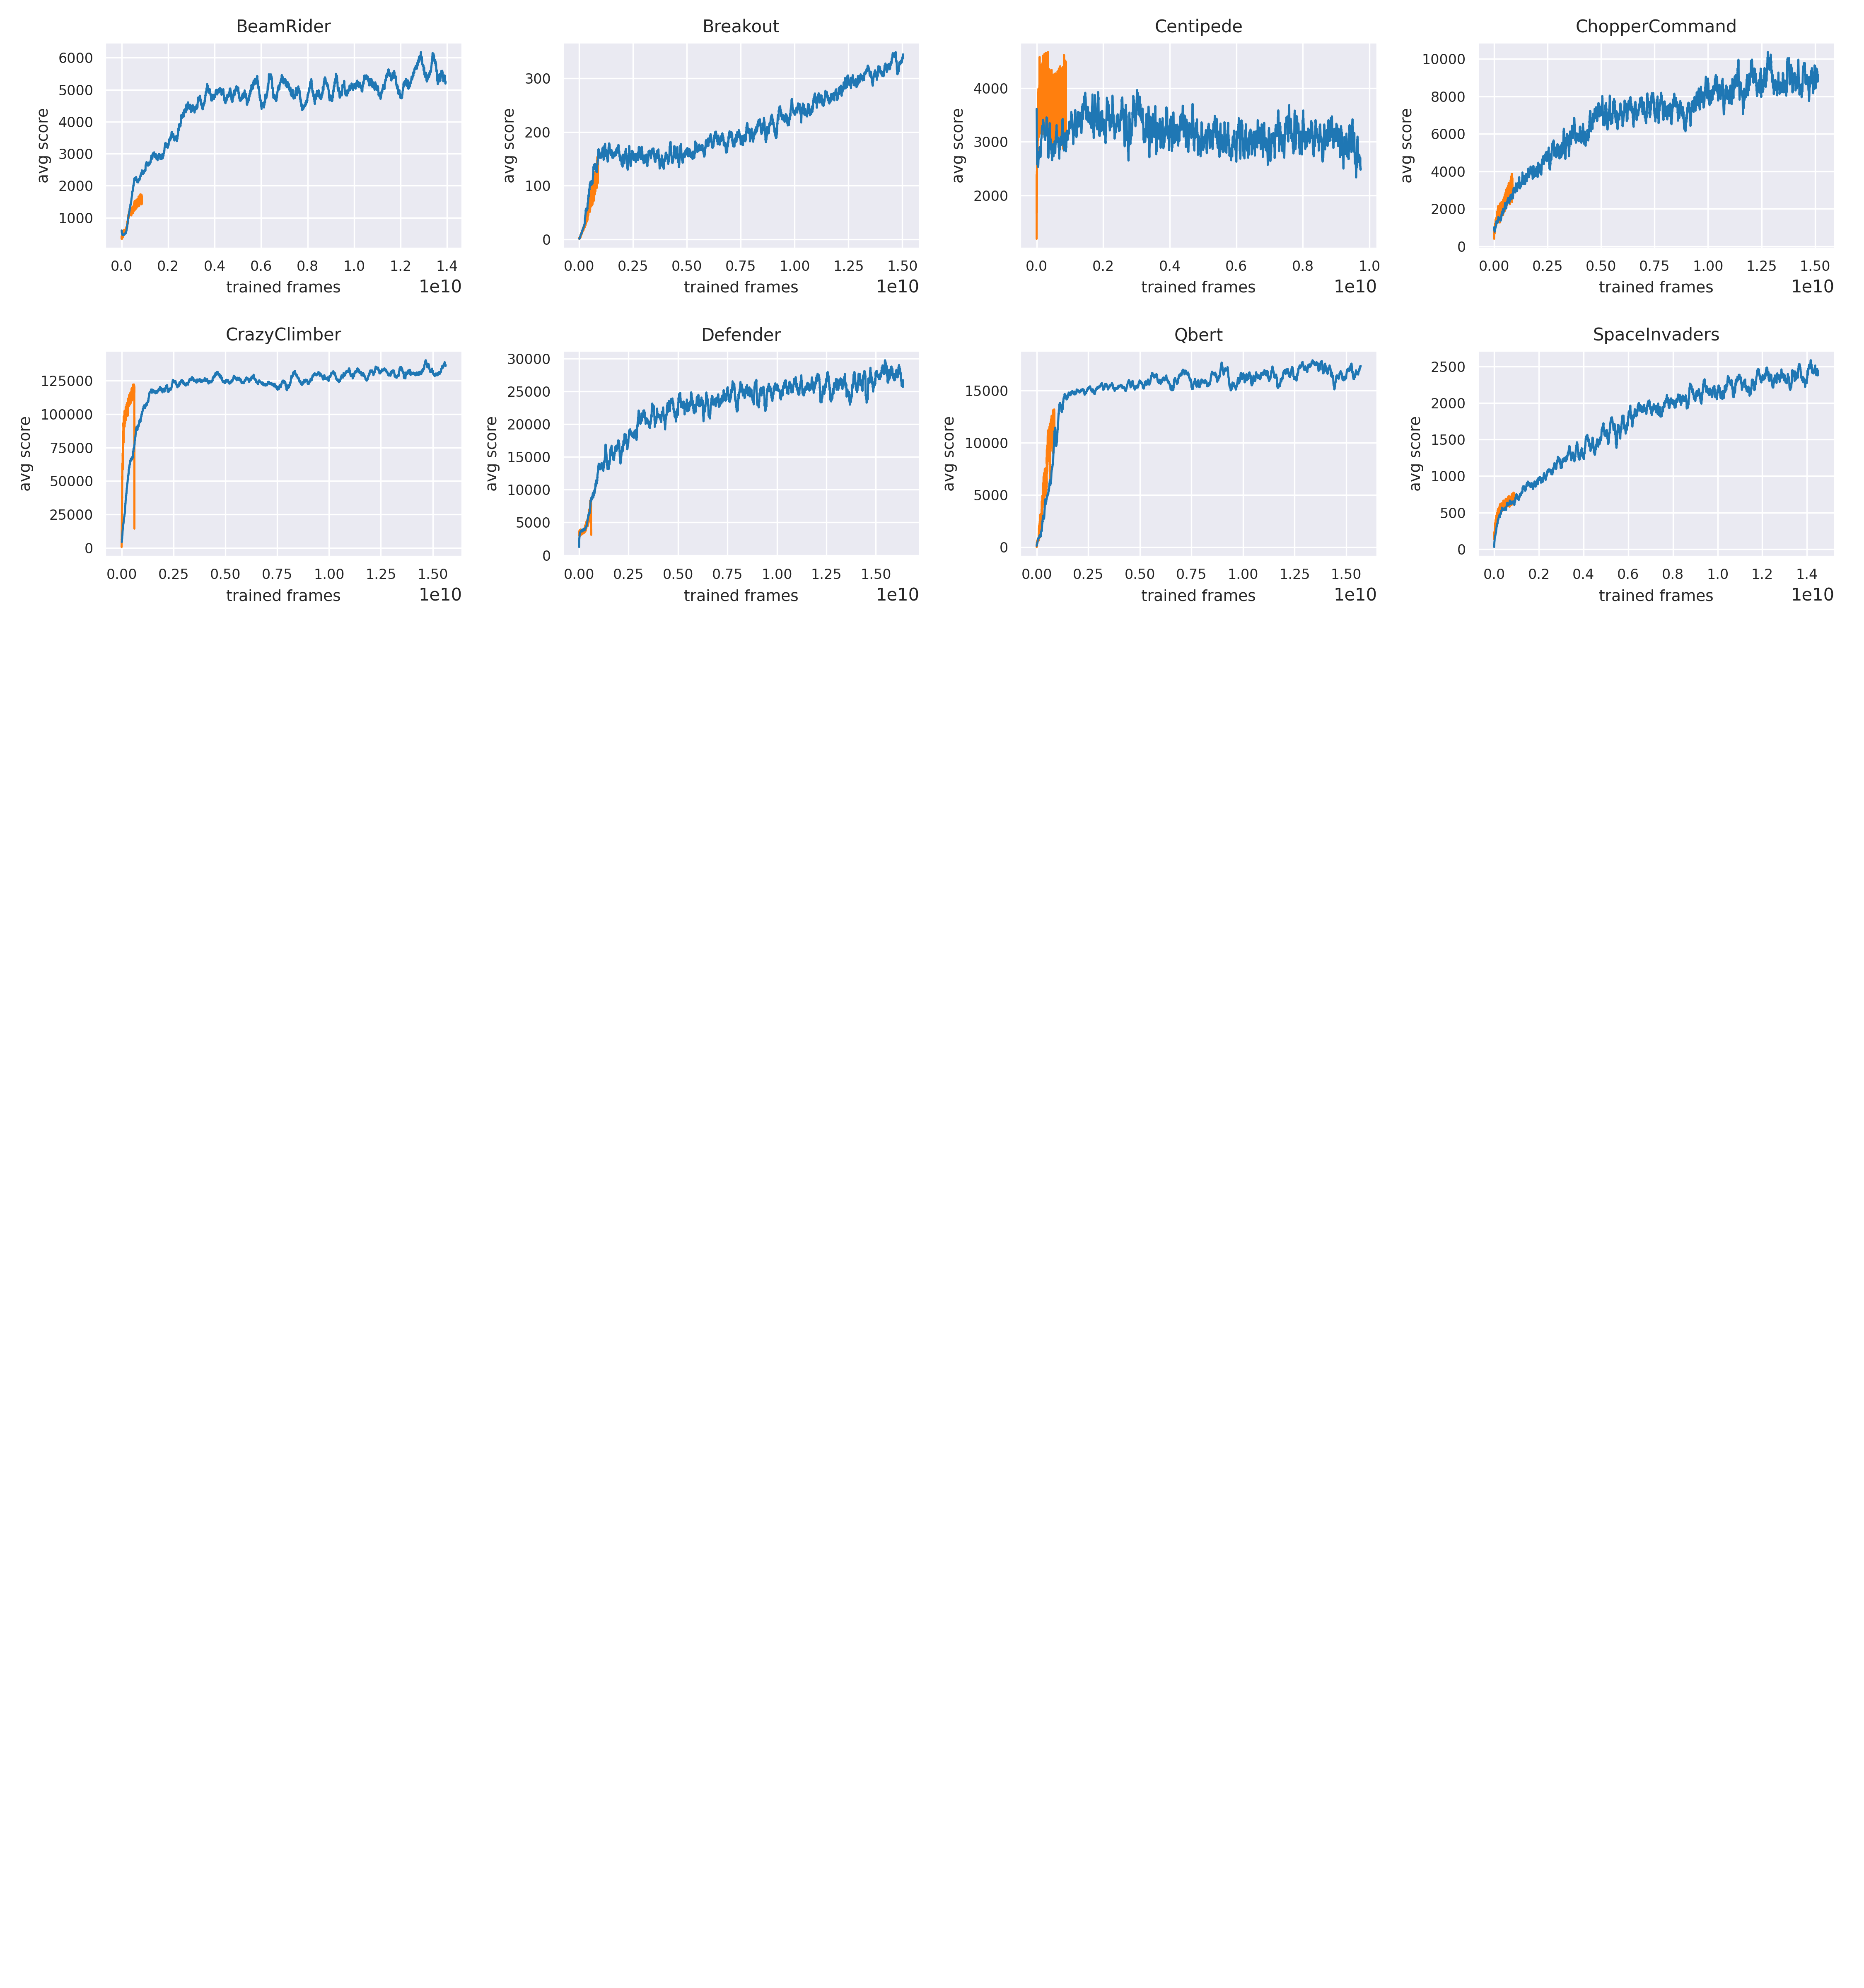 BeamRider
6000
5000
4000
3000
2000
1000
avg score
0.0 0.2 0.4 0.6 0.8 1.0 1.2 1.4
trained frames 1e10
Breakout
300
200
100
0
avg score
0.00 0.25 0.50 0.75 1.00 1.25 1.50
trained frames 1e10
Centipede
4000
3000
2000
avg score
0.0 0.2 0.4 0.6 0.8 1.0
trained frames 1e10
ChopperCommand
10000
8000
6000
4000
2000
0
avg score
0.00 0.25 0.50 0.75 1.00 1.25 1.50
trained frames 1e10
CrazyClimber
125000
100000
75000
50000
25000
0
avg score
0.00 0.25 0.50 0.75 1.00 1.25 1.50
trained frames 1e10
Defender
30000
25000
20000
15000
10000
5000
0
avg score
0.00 0.25 0.50 0.75 1.00 1.25 1.50
trained frames 1e10
Qbert
15000
10000
5000
0
avg score
0.00 0.25 0.50 0.75 1.00 1.25 1.50
trained frames 1e10
SpaceInvaders
2500
2000
1500
1000
500
0
avg score
0.0 0.2 0.4 0.6 0.8 1.0 1.2 1.4
trained frames 1e10